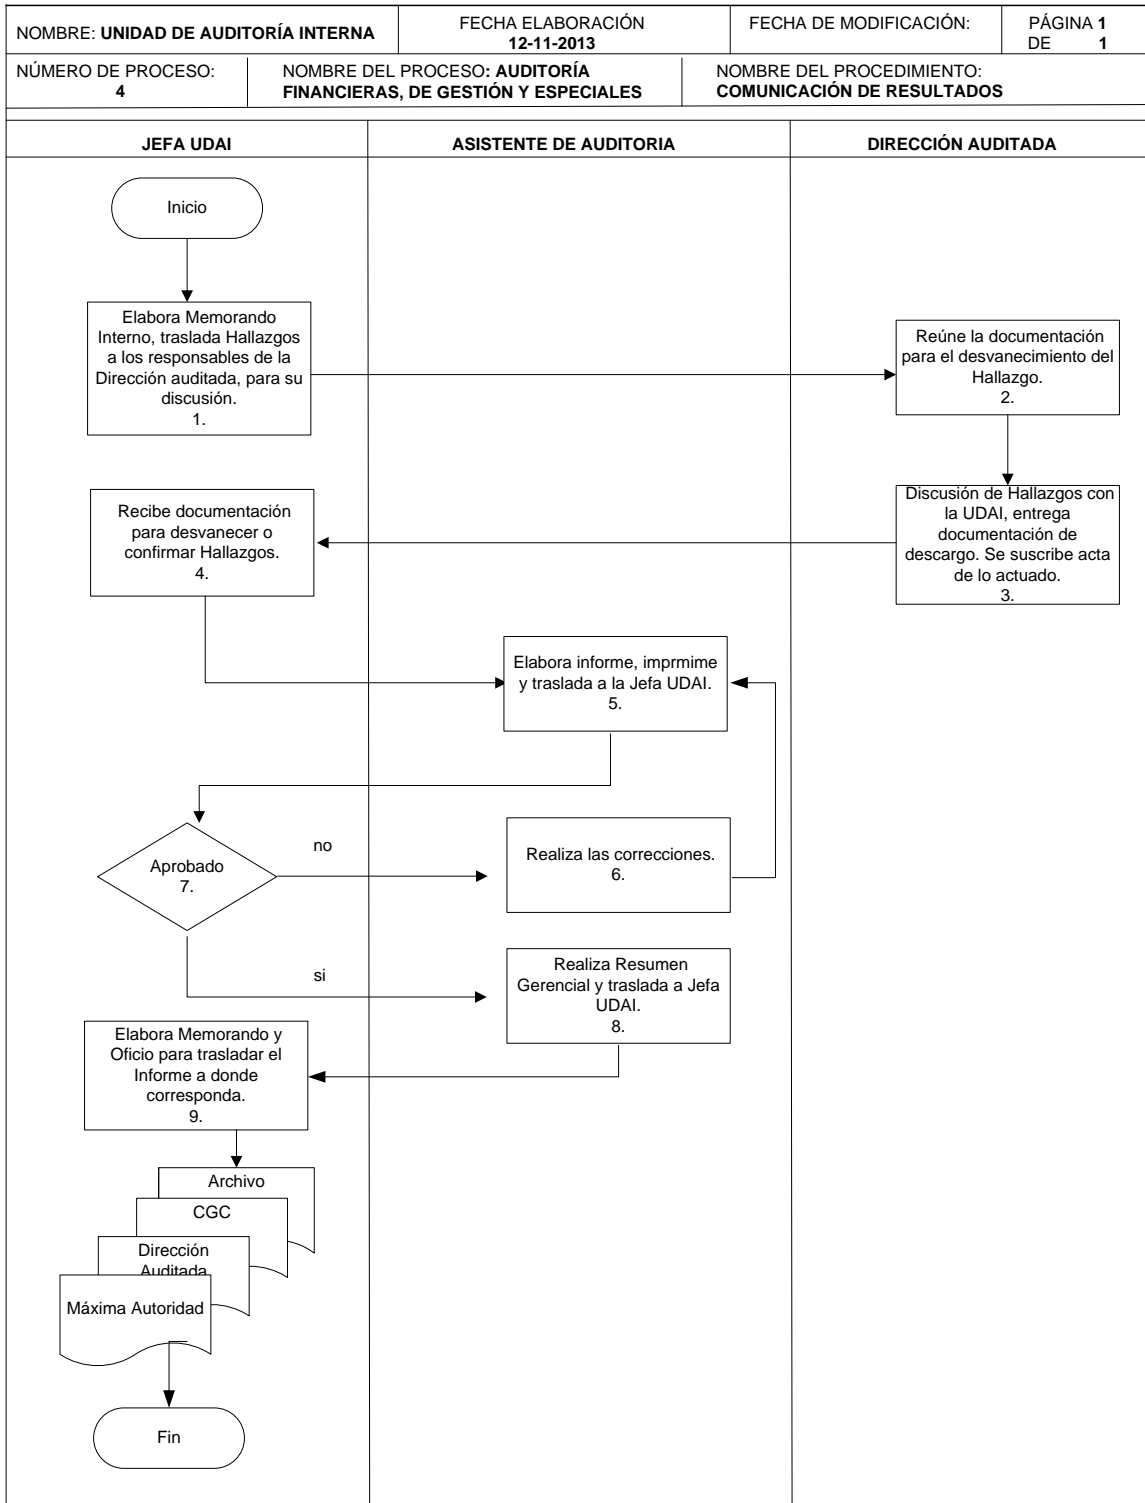 NOMBRE: UNIDAD DE AUDITORÍA INTERNA
FECHA ELABORACIÓN
12-11-2013
FECHA DE MODIFICACIÓN:
PÁGINA 1
DE 1
NÚMERO DE PROCESO:
4
NOMBRE DEL PROCESO: AUDITORÍA
FINANCIERAS, DE GESTIÓN Y ESPECIALES
NOMBRE DEL PROCEDIMIENTO:
COMUNICACIÓN DE RESULTADOS
JEFA UDAI
ASISTENTE DE AUDITORIA
DIRECCIÓN AUDITADA
Inicio
Elabora Memorando
Interno, traslada Hallazgos
a los responsables de la
Dirección auditada, para su
discusión.
1.
Reúne la documentación
para el desvanecimiento del
Hallazgo.
2.
Discusión de Hallazgos con
la UDAI, entrega
documentación de
descargo. Se suscribe acta
de lo actuado.
3.
Recibe documentación
para desvanecer o
confirmar Hallazgos.
4.
Elabora informe, imprmime
y traslada a la Jefa UDAI.
5.
Aprobado
7.
no
Realiza las correcciones.
6.
si
Realiza Resumen
Gerencial y traslada a Jefa
UDAI.
8.
Elabora Memorando y
Oficio para trasladar el
Informe a donde
corresponda.
9.
Archivo
CGC
Dirección
Auditada
Máxima Autoridad
Fin